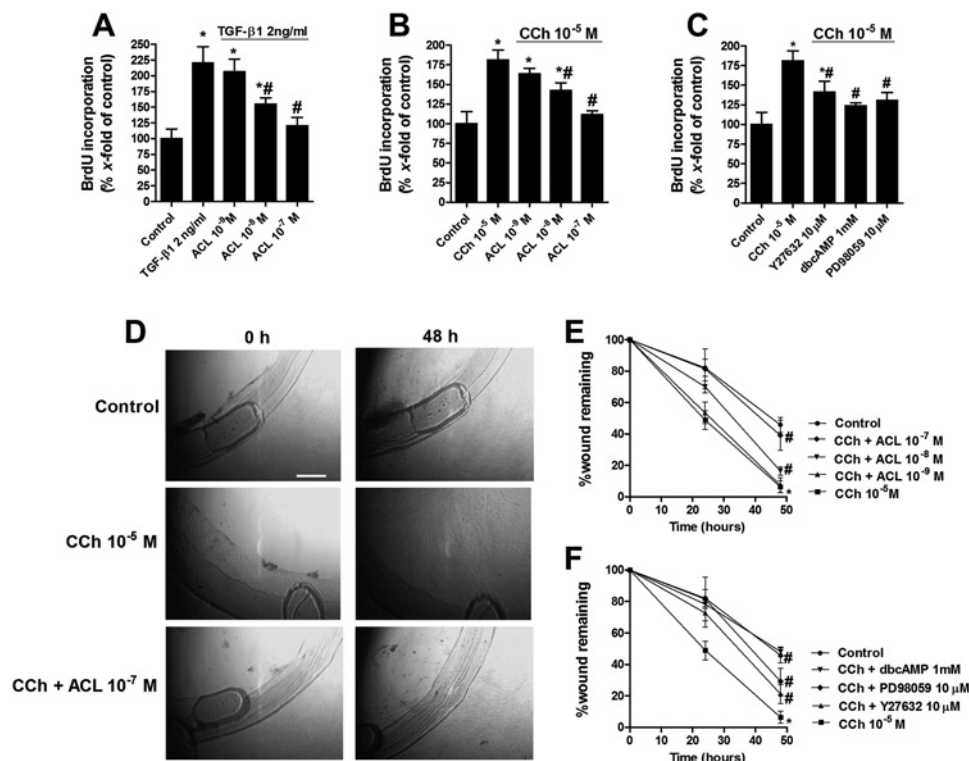 A
TGF-β1 2ng/ml
BrdU incorporation
(% x-fold of control)
250
225
200
175
150
125
100
75
50
25
0
*
*
*#
#
Control
TGF-β1 2 ng/ml
ACL 10⁻⁹ M
ACL 10⁻⁸ M
ACL 10⁻⁷ M
B
CCh 10⁻⁵ M
BrdU incorporation
(% x-fold of control)
200
175
150
125
100
75
50
25
0
*
*
*#
#
Control
CCh 10⁻⁵ M
ACL 10⁻⁹ M
ACL 10⁻⁸ M
ACL 10⁻⁷ M
C
CCh 10⁻⁵ M
BrdU incorporation
(% x-fold of control)
200
175
150
125
100
75
50
25
0
*
*#
#
#
Control
CCh 10⁻⁵ M
Y27632 10 μM
dbcAMP 1mM
PD98059 10 μM
D
0 h
48 h
Control
CCh 10⁻⁵ M
CCh + ACL 10⁻⁷ M
E
%wound remaining
100
80
60
40
20
0
0
10
20
30
40
50
Time (hours)
#
#
*
Control
CCh + ACL 10⁻⁷ M
CCh + ACL 10⁻⁸ M
CCh + ACL 10⁻⁹ M
CCh 10⁻⁵M
F
%wound remaining
100
80
60
40
20
0
0
10
20
30
40
50
Time (hours)
#
#
#
*
Control
CCh + dbcAMP 1mM
CCh + PD98059 10 μM
CCh + Y27632 10 μM
CCh 10⁻⁵ M